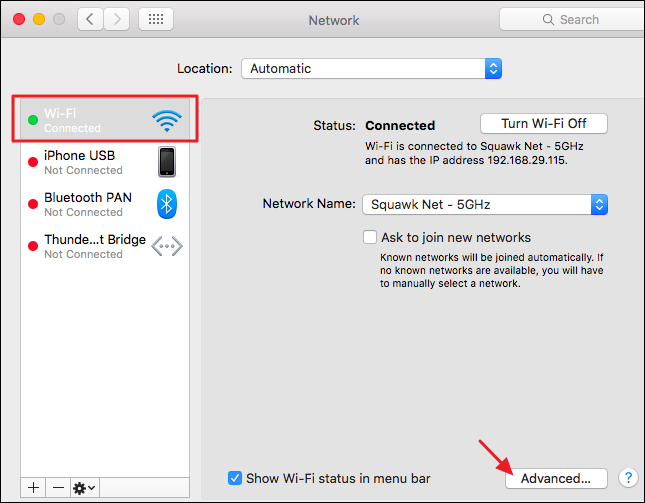 Network
Search
Location: Automatic
Wi-Fi
Connected
iPhone USB
Not Connected
Bluetooth PAN
Not Connected
Thunde...t Bridge
Not Connected
Status: Connected
Turn Wi-Fi Off
Wi-Fi is connected to Squawk Net - 5GHz
and has the IP address 192.168.29.115.
Network Name: Squawk Net - 5GHz
Ask to join new networks
Known networks will be joined automatically. If
no known networks are available, you will have
to manually select a network.
Show Wi-Fi status in menu bar
Advanced...
?